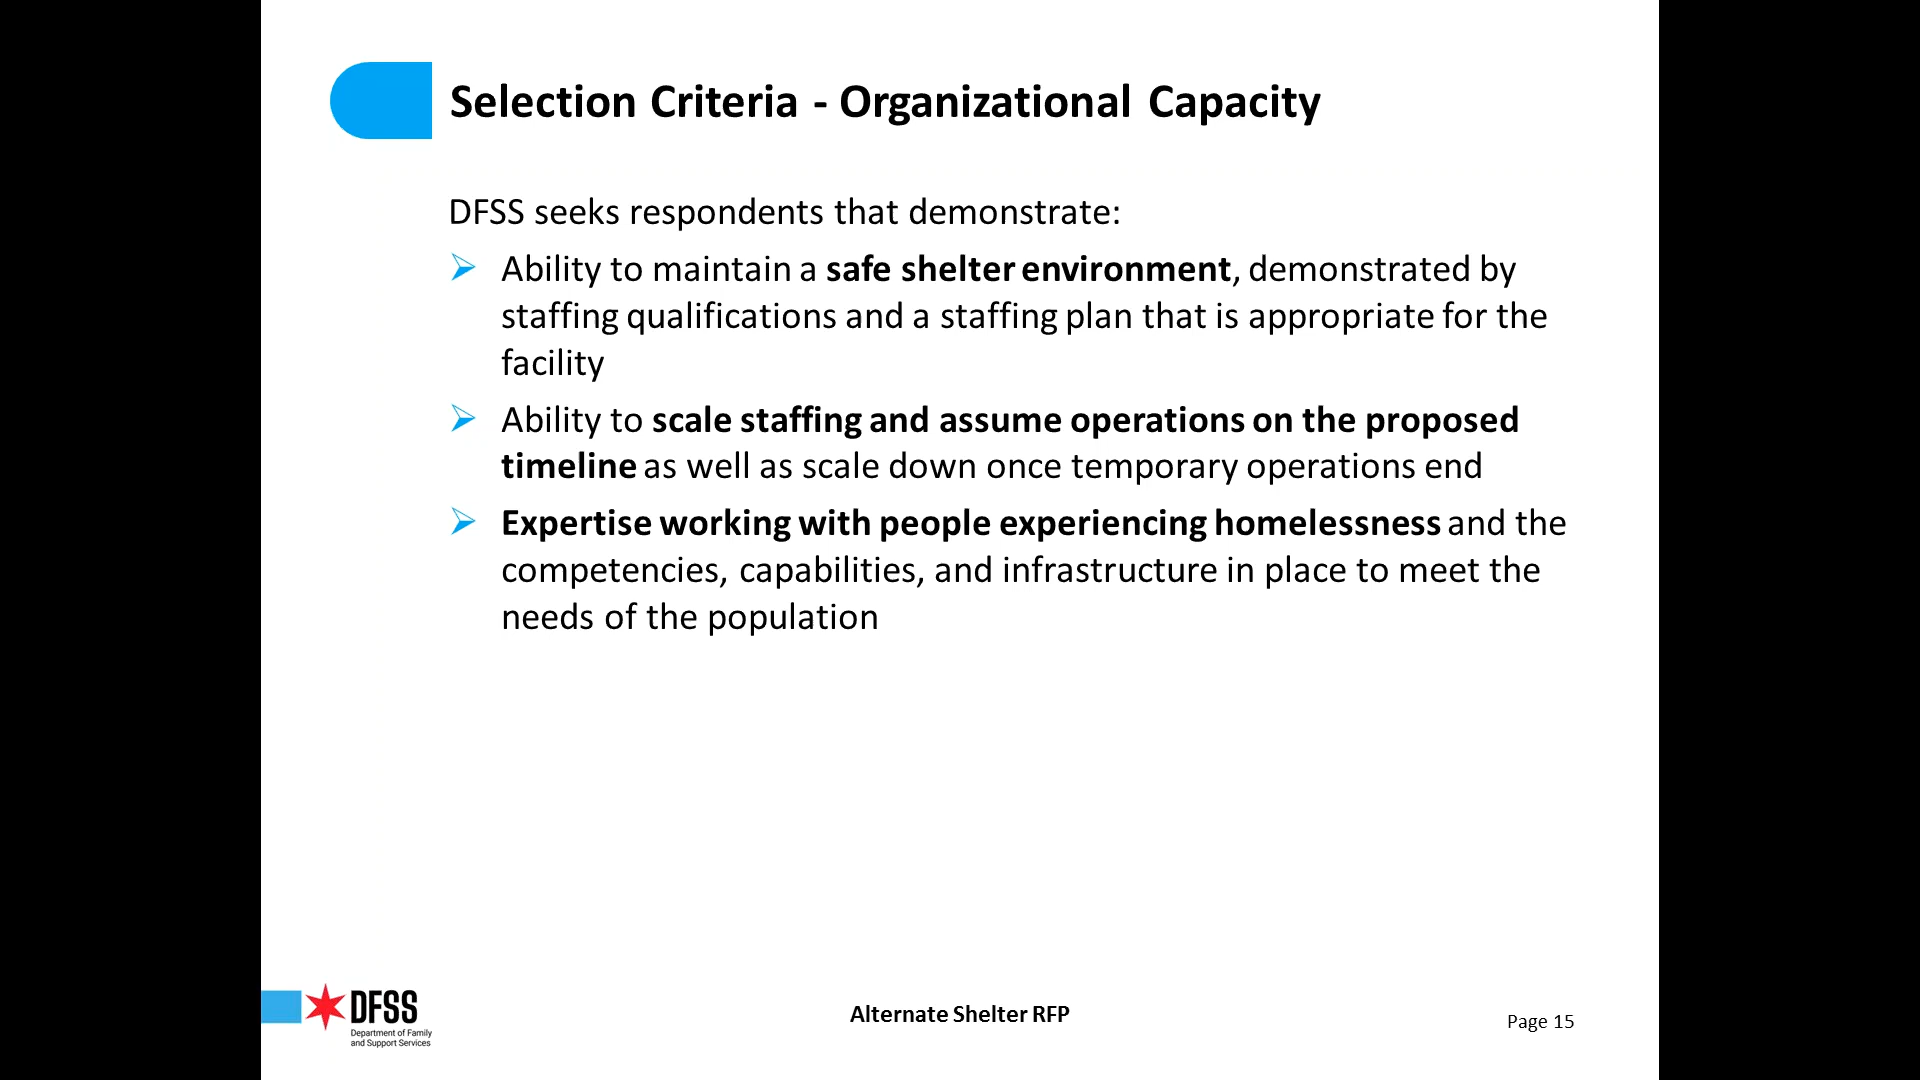 Selection Criteria - Organizational Capacity
DFSS seeks respondents that demonstrate:
Ability to maintain a safe shelter environment, demonstrated by
staffing qualifications and a staffing plan that is appropriate for the
facility
Ability to scale staffing and assume operations on the proposed
timeline as well as scale down once temporary operations end
Expertise working with people experiencing homelessness and the
competencies, capabilities, and infrastructure in place to meet the
needs of the population
DFSS
Department of Family
and Support Services
Alternate Shelter RFP
Page 15